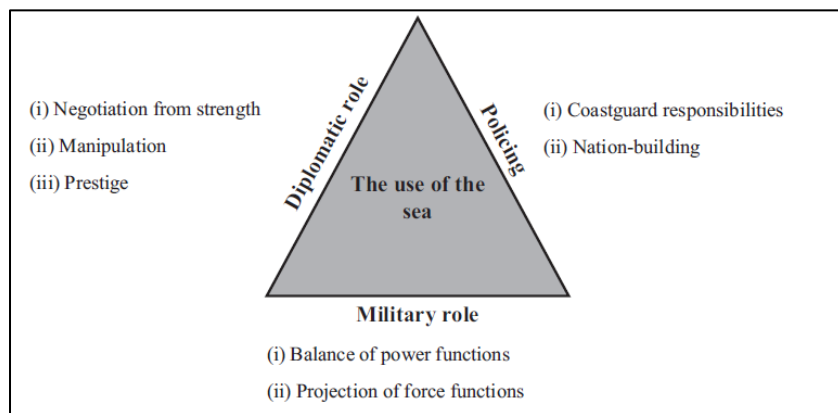 (i) Negotiation from strength
(ii) Manipulation
(iii) Prestige
Diplomatic role
The use of the
sea
Policing
(i) Coastguard responsibilities
(ii) Nation-building
Military role
(i) Balance of power functions
(ii) Projection of force functions